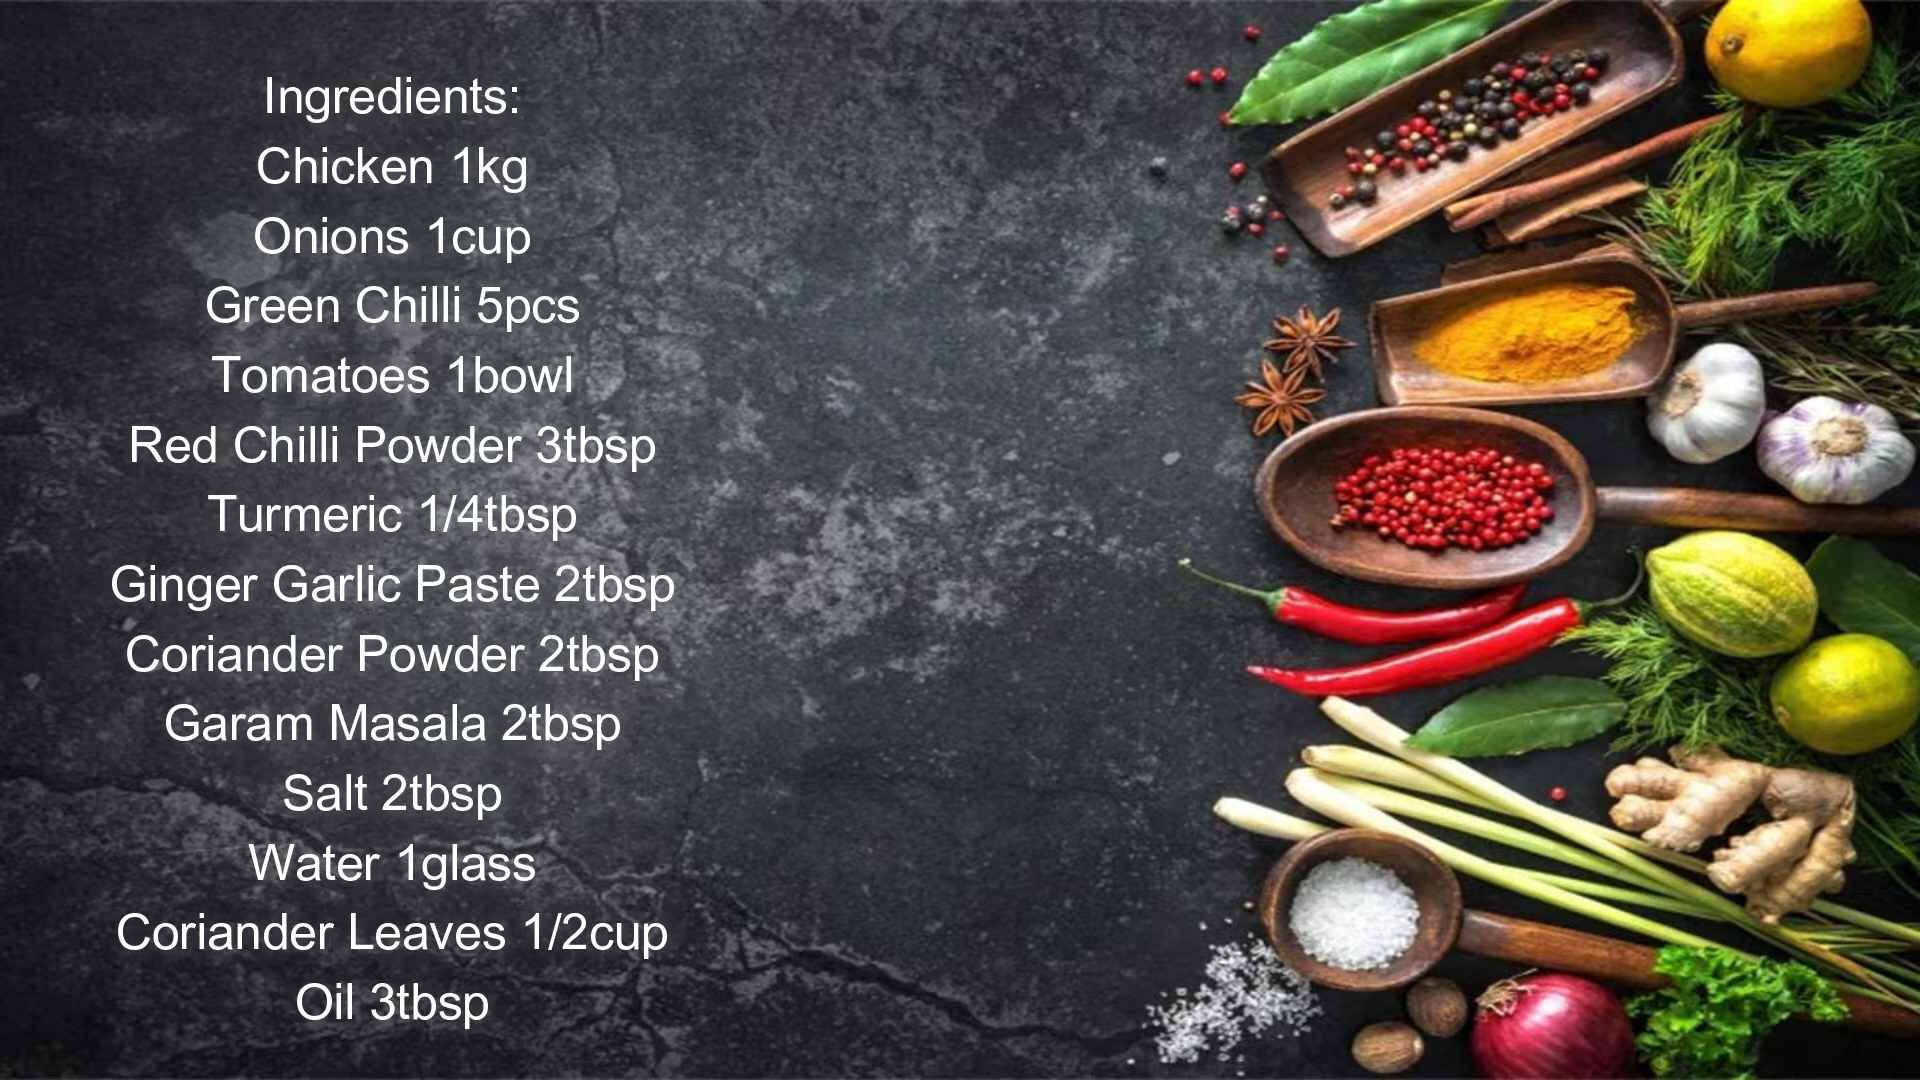 Ingredients:
Chicken 1kg
Onions 1cup
Green Chilli 5pcs
Tomatoes 1bowl
Red Chilli Powder 3tbsp
Turmeric 1/4tbsp
Ginger Garlic Paste 2tbsp
Coriander Powder 2tbsp
Garam Masala 2tbsp
Salt 2tbsp
Water 1glass
Coriander Leaves 1/2cup
Oil 3tbsp